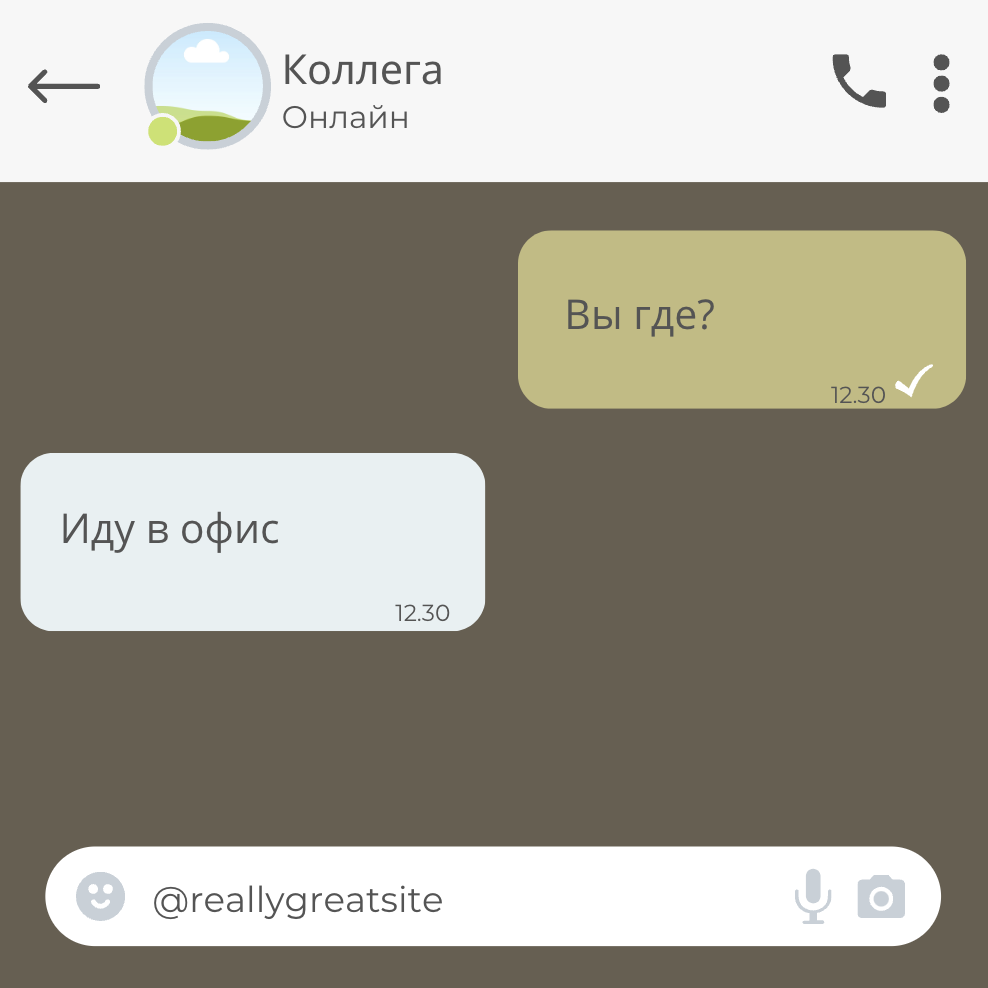 Коллега
Онлайн
Вы где?
12.30
Иду в офис
12.30
@reallygreatsite